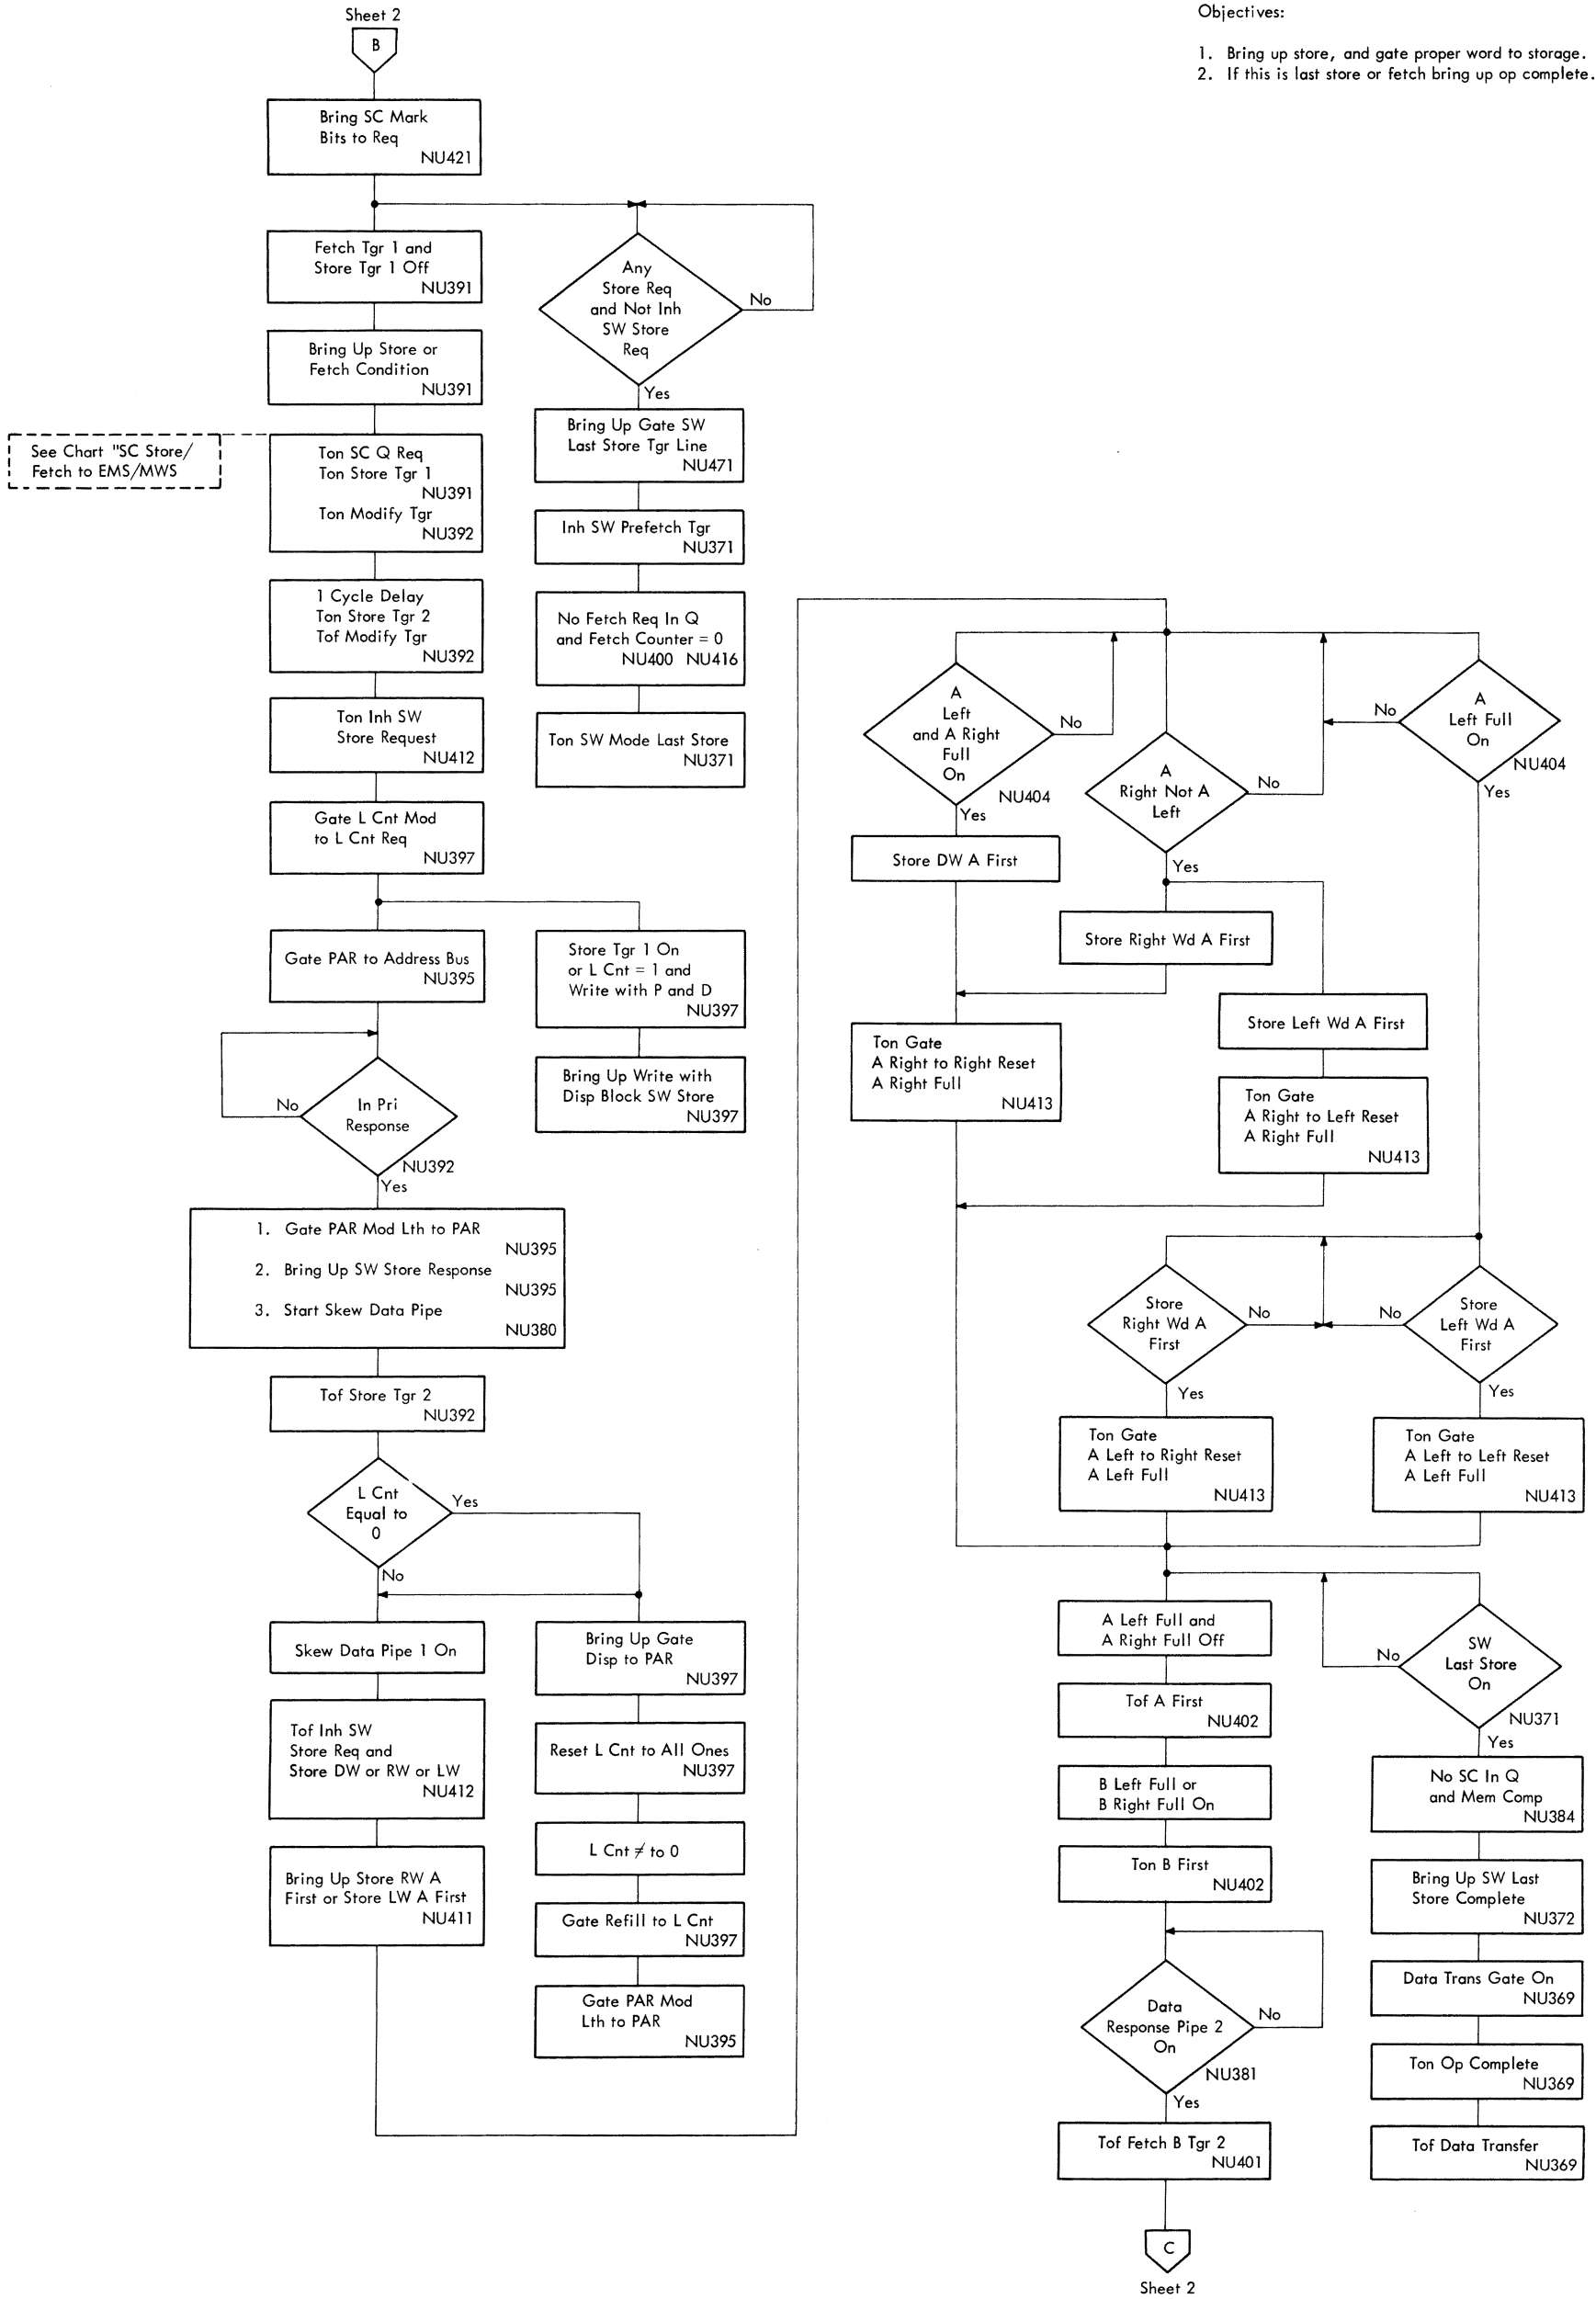 Sheet 2
B
Objectives:
1. Bring up store, and gate proper word to storage.
2. If this is last store or fetch bring up op complete.
Bring SC Mark
Bits to Req
NU421
Fetch Tgr 1 and
Store Tgr 1 Off
NU391
Bring Up Store or
Fetch Condition
NU391
See Chart "SC Store/
Fetch to EMS/MWS
Ton SC Q Req
Ton Store Tgr 1
NU391
Ton Modify Tgr
NU392
1 Cycle Delay
Ton Store Tgr 2
Tof Modify Tgr
NU392
Ton Inh SW
Store Request
NU412
Gate L Cnt Mod
to L Cnt Req
NU397
Gate PAR to Address Bus
NU395
In Pri
Response
No
NU392
Yes
1. Gate PAR Mod Lth to PAR
NU395
2. Bring Up SW Store Response
NU395
3. Start Skew Data Pipe
NU380
Tof Store Tgr 2
NU392
L Cnt
Equal to
0
Yes
No
Skew Data Pipe 1 On
Tof Inh SW
Store Req and
Store DW or RW or LW
NU412
Bring Up Store RW A
First or Store LW A First
NU411
Any
Store Req
and Not Inh
SW Store
Req
No
Yes
Bring Up Gate SW
Last Store Tgr Line
NU471
Inh SW Prefetch Tgr
NU371
No Fetch Req In Q
and Fetch Counter = 0
NU400 NU416
Ton SW Mode Last Store
NU371
Store Tgr 1 On
or L Cnt = 1 and
Write with P and D
NU397
Bring Up Write with
Disp Block SW Store
NU397
Bring Up Gate
Disp to PAR
NU397
Reset L Cnt to All Ones
NU397
L Cnt ≠ to 0
Gate Refill to L Cnt
NU397
Gate PAR Mod
Lth to PAR
NU395
A
Left
and A Right
Full
On
No
NU404
Yes
Store DW A First
A
Right Not A
Left
No
Yes
Store Right Wd A First
A
Left Full
On
No
NU404
Yes
Ton Gate
A Right to Right Reset
A Right Full
NU413
Store Left Wd A First
Ton Gate
A Right to Left Reset
A Right Full
NU413
Store
Right Wd A
First
No
Yes
Store
Left Wd A
First
No
Yes
Ton Gate
A Left to Right Reset
A Left Full
NU413
Ton Gate
A Left to Left Reset
A Left Full
NU413
A Left Full and
A Right Full Off
Tof A First
NU402
B Left Full or
B Right Full On
Ton B First
NU402
Data
Response Pipe 2
On
No
NU381
Yes
Tof Fetch B Tgr 2
NU401
C
Sheet 2
SW
Last Store
On
No
NU371
Yes
No SC In Q
and Mem Comp
NU384
Bring Up SW Last
Store Complete
NU372
Data Trans Gate On
NU369
Ton Op Complete
NU369
Tof Data Transfer
NU369